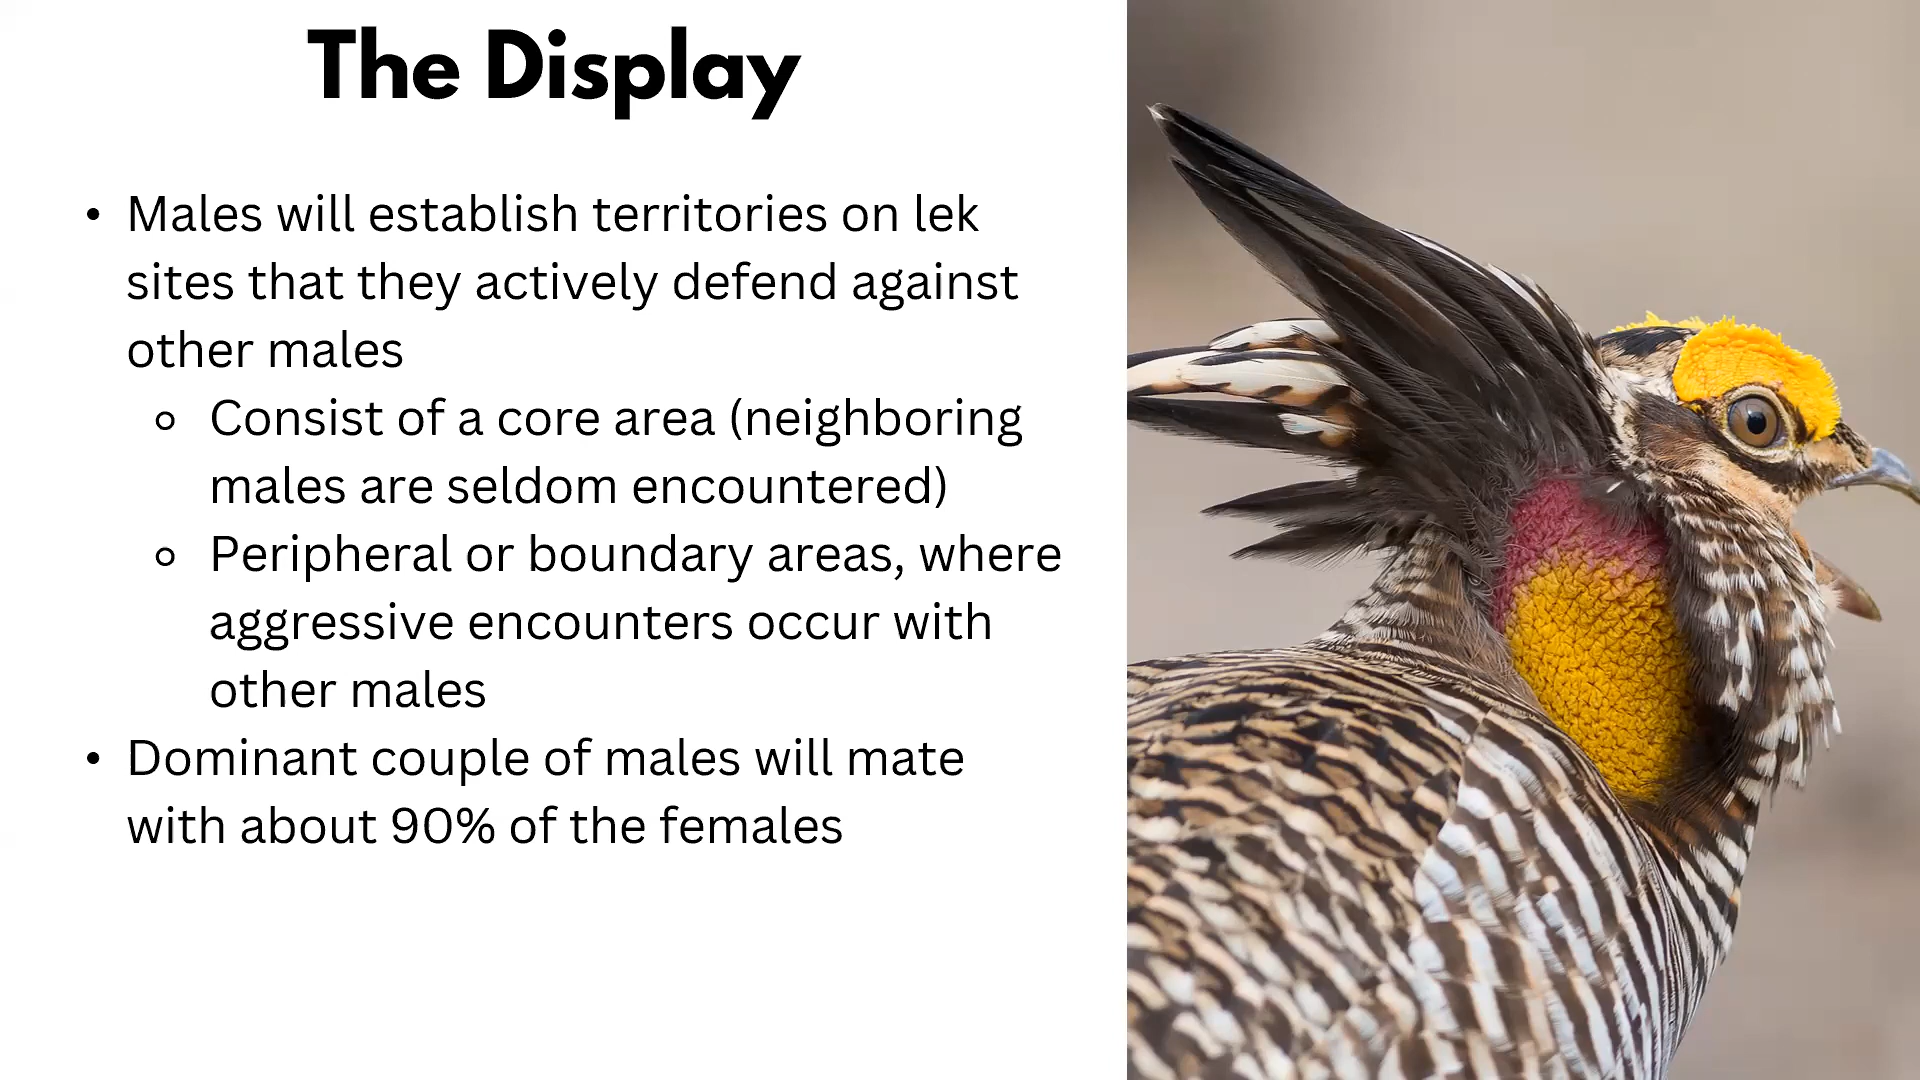 The Display
• Males will establish territories on lek
sites that they actively defend against
other males
◦ Consist of a core area (neighboring
males are seldom encountered)
◦ Peripheral or boundary areas, where
aggressive encounters occur with
other males
• Dominant couple of males will mate
with about 90% of the females